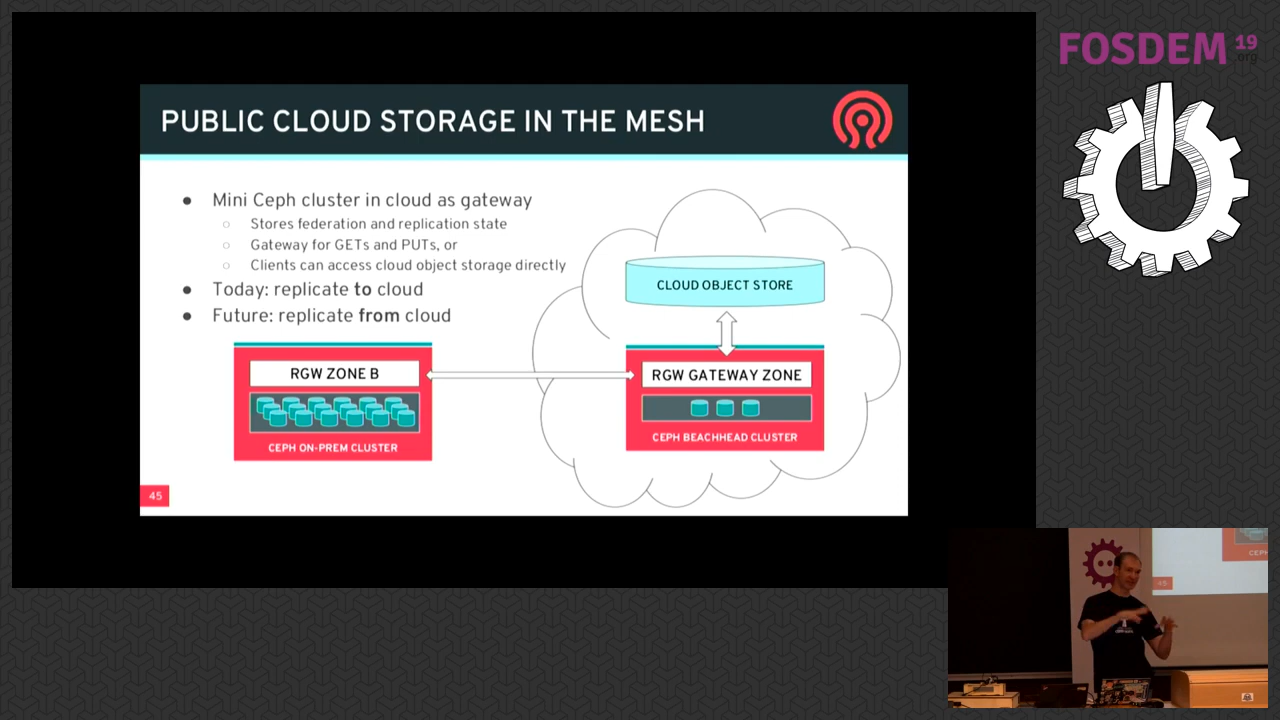 FOSDEM 19
.org
PUBLIC CLOUD STORAGE IN THE MESH
● Mini Ceph cluster in cloud as gateway
○ Stores federation and replication state
○ Gateway for GETs and PUTs, or
○ Clients can access cloud object storage directly
● Today: replicate to cloud
● Future: replicate from cloud
CLOUD OBJECT STORE
RGW ZONE B
CEPH ON-PREM CLUSTER
RGW GATEWAY ZONE
CEPH BEACHHEAD CLUSTER
45
CEPH
45